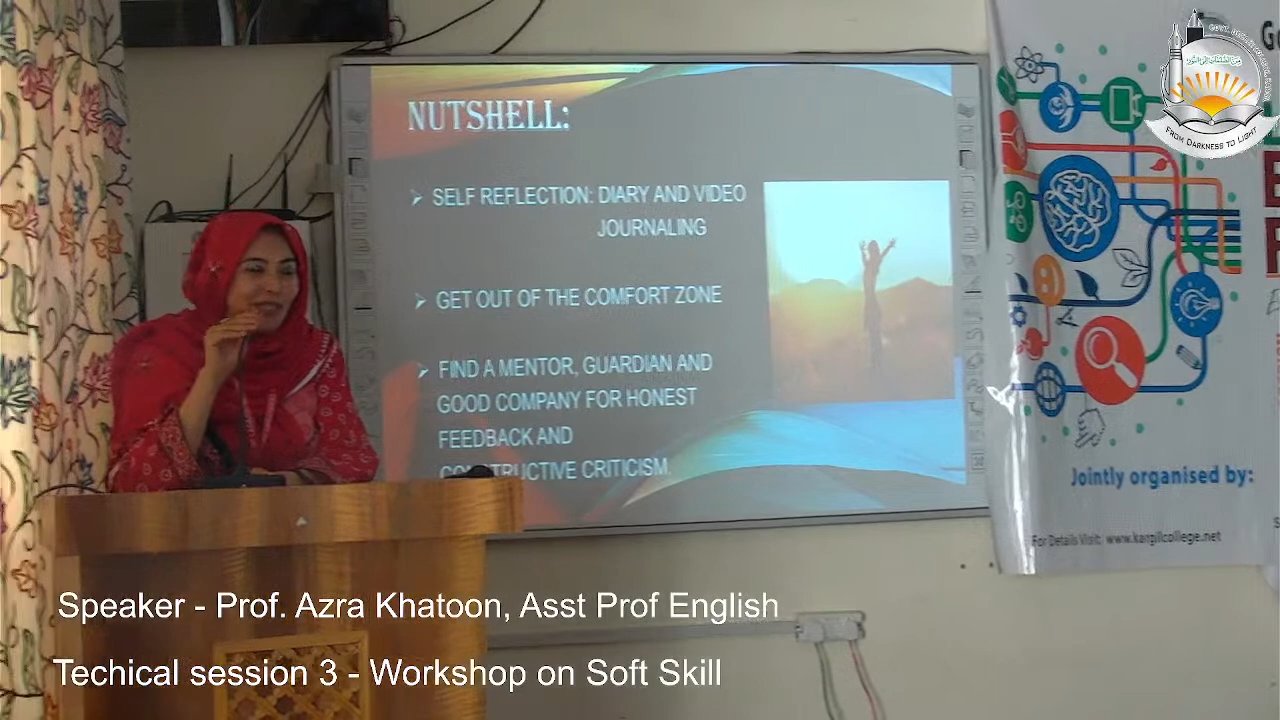 NUTSHELL:
SELF REFLECTION: DIARY AND VIDEO
JOURNALING
GET OUT OF THE COMFORT ZONE
FIND A MENTOR, GUARDIAN AND
GOOD COMPANY FOR HONEST
FEEDBACK AND
CONSTRUCTIVE CRITICISM
FROM DARKNESS TO LIGHT
Jointly organised by:
For Details Visit: www.kargilcollege.net
Speaker - Prof. Azra Khatoon, Asst Prof English
Techical session 3 - Workshop on Soft Skill